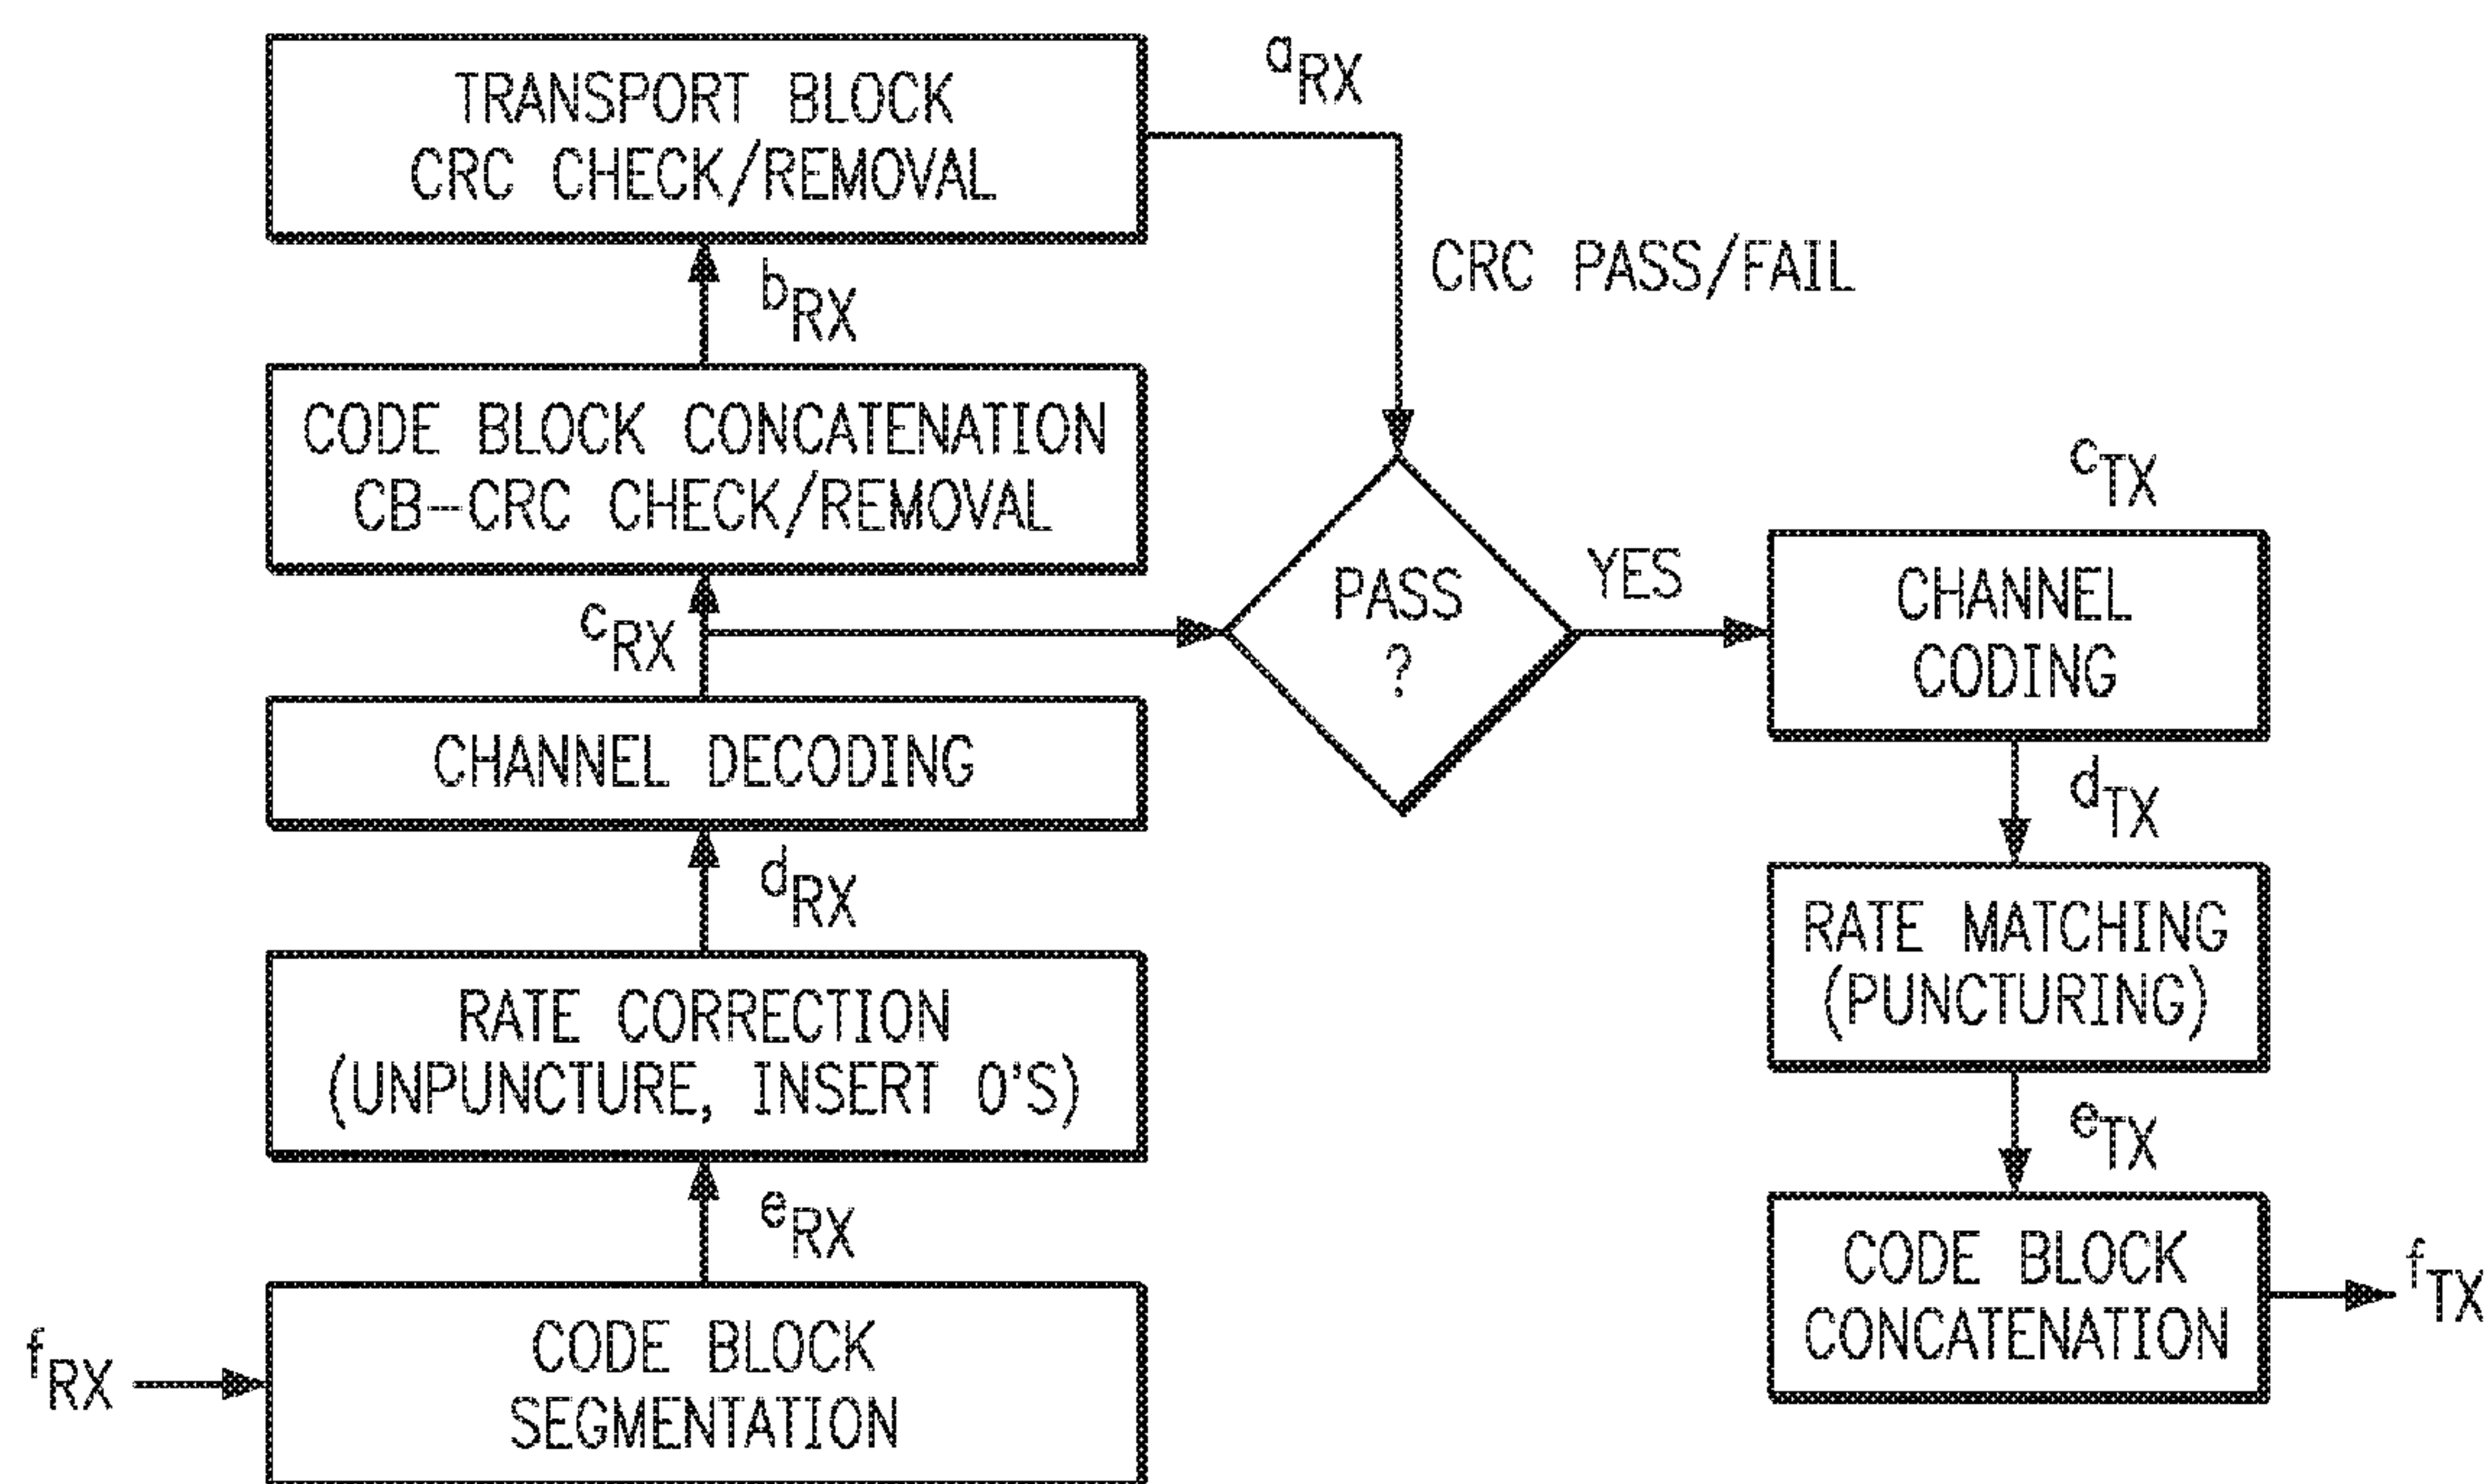 TRANSPORT BLOCK
CRC CHECK/REMOVAL
aRX
CRC PASS/FAIL
bRX
CODE BLOCK CONCATENATION
CB-CRC CHECK/REMOVAL
cRX
PASS
?
YES
cTX
CHANNEL
CODING
CHANNEL DECODING
dTX
dRX
RATE MATCHING
(PUNCTURING)
RATE CORRECTION
(UNPUNCTURE, INSERT 0'S)
eTX
eRX
CODE BLOCK
CONCATENATION
fTX
fRX
CODE BLOCK
SEGMENTATION